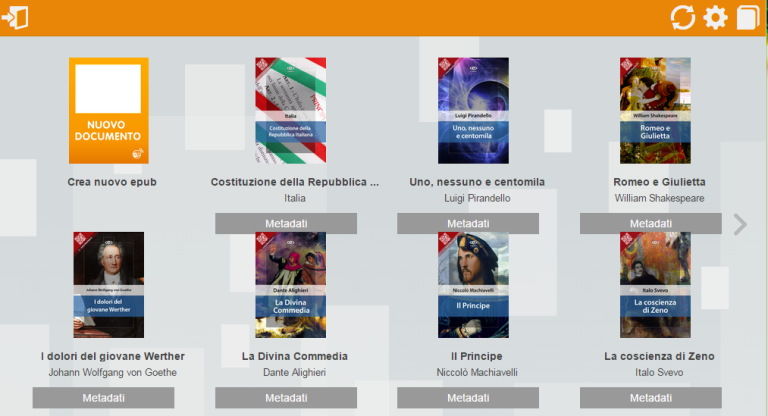 NUOVO
DOCUMENTO
Crea nuovo epub
Italia
Costituzione della
Repubblica Italiana
Costituzione della Repubblica ...
Italia
Metadati
Luigi Pirandello
Uno, nessuno
e centomila
Uno, nessuno e centomila
Luigi Pirandello
Metadati
William Shakespeare
Romeo e
Giulietta
Romeo e Giulietta
William Shakespeare
Metadati
Johann Wolfgang von Goethe
I dolori del
giovane Werther
I dolori del giovane Werther
Johann Wolfgang von Goethe
Metadati
Dante Alighieri
La Divina
Commedia
La Divina Commedia
Dante Alighieri
Metadati
Niccolò Machiavelli
Il Principe
Il Principe
Niccolò Machiavelli
Metadati
Italo Svevo
La coscienza
di Zeno
La coscienza di Zeno
Italo Svevo
Metadati